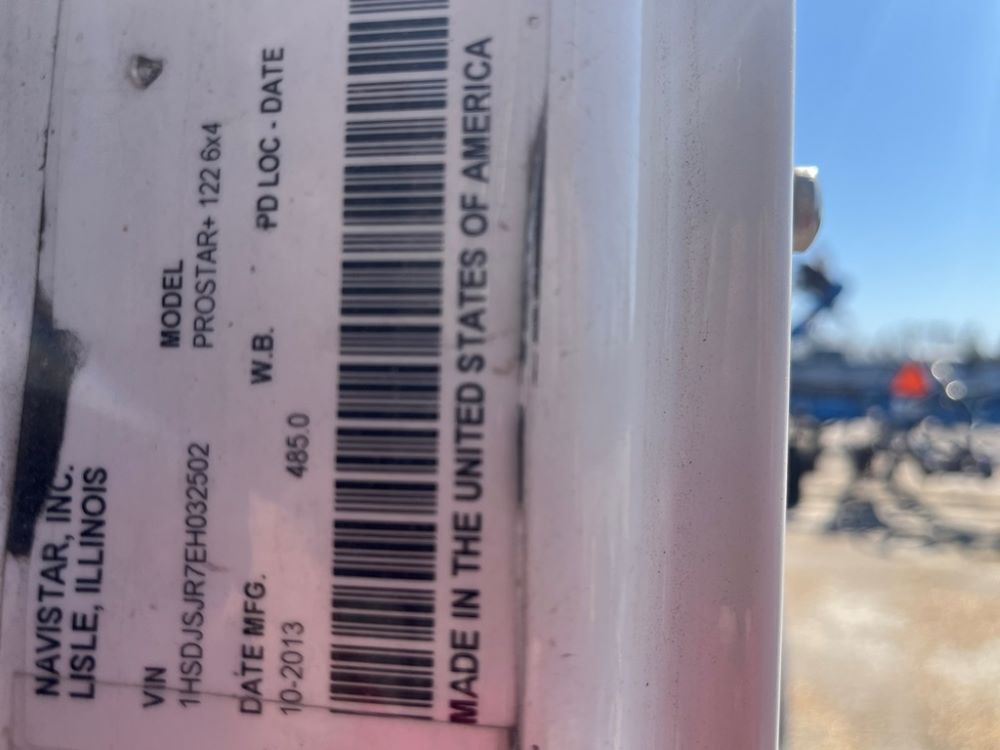 NAVISTAR, INC.
LISLE, ILLINOIS
VIN MODEL
1HSDJSJR7EH032502 PROSTAR+ 122 6x4
DATE MFG. W.B. PD LOC - DATE
10-2013 485.0
MADE IN THE UNITED STATES OF AMERICA